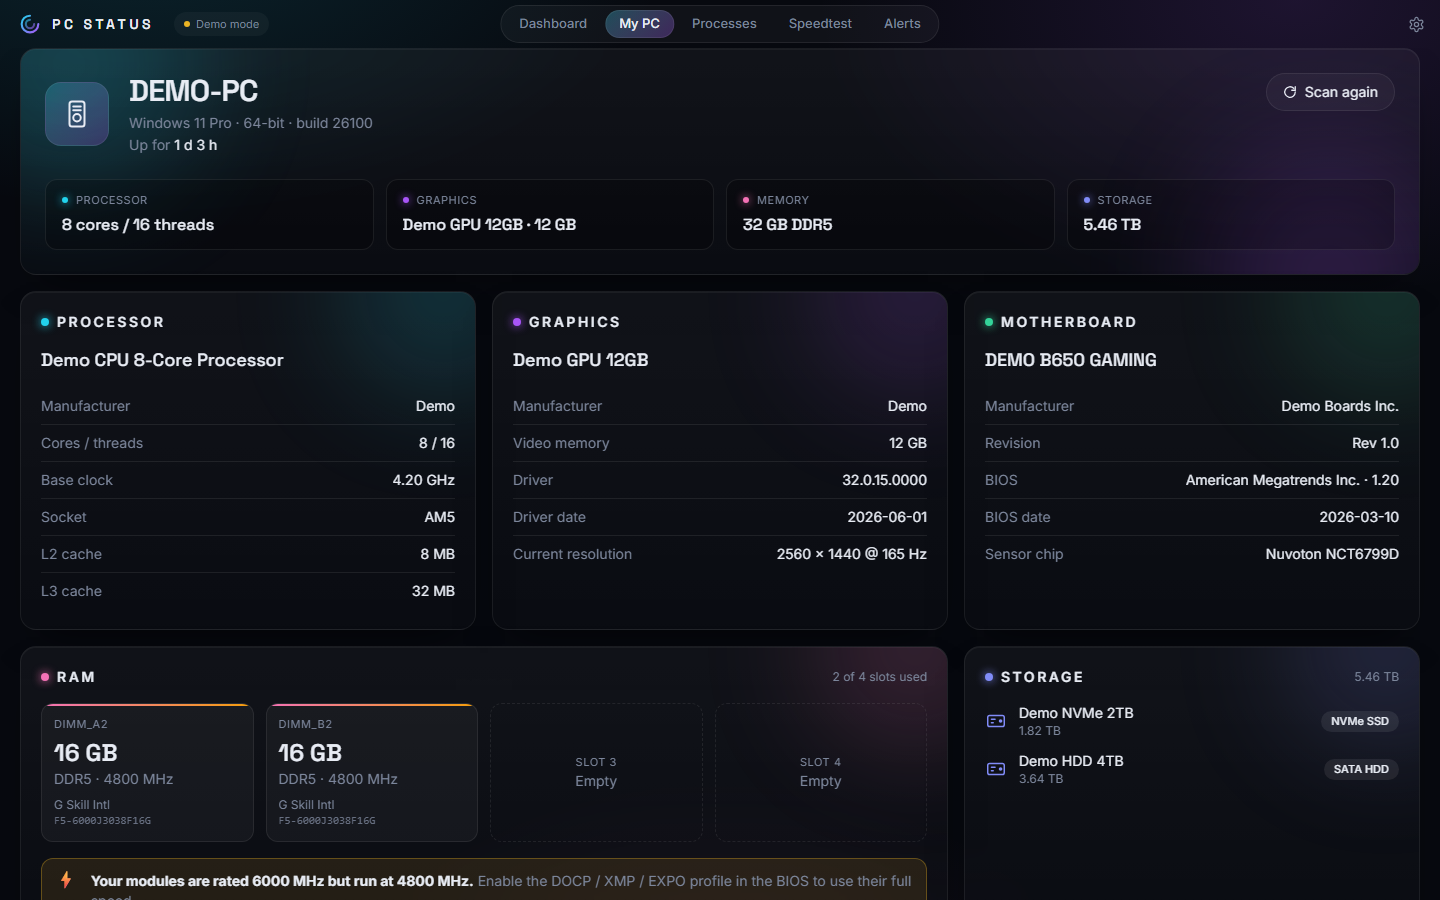 PC STATUS
Demo mode
Dashboard
My PC
Processes
Speedtest
Alerts
DEMO-PC
Windows 11 Pro · 64-bit · build 26100
Up for 1 d 3 h
Scan again
PROCESSOR
8 cores / 16 threads
GRAPHICS
Demo GPU 12GB · 12 GB
MEMORY
32 GB DDR5
STORAGE
5.46 TB
PROCESSOR
Demo CPU 8-Core Processor
Manufacturer Demo
Cores / threads 8 / 16
Base clock 4.20 GHz
Socket AM5
L2 cache 8 MB
L3 cache 32 MB
GRAPHICS
Demo GPU 12GB
Manufacturer Demo
Video memory 12 GB
Driver 32.0.15.0000
Driver date 2026-06-01
Current resolution 2560 × 1440 @ 165 Hz
MOTHERBOARD
DEMO B650 GAMING
Manufacturer Demo Boards Inc.
Revision Rev 1.0
BIOS American Megatrends Inc. · 1.20
BIOS date 2026-03-10
Sensor chip Nuvoton NCT6799D
RAM 2 of 4 slots used
DIMM_A2
16 GB
DDR5 · 4800 MHz
G Skill Intl
F5-6000J3038F16G
DIMM_B2
16 GB
DDR5 · 4800 MHz
G Skill Intl
F5-6000J3038F16G
SLOT 3
Empty
SLOT 4
Empty
Your modules are rated 6000 MHz but run at 4800 MHz. Enable the DOCP / XMP / EXPO profile in the BIOS to use their full
STORAGE 5.46 TB
Demo NVMe 2TB
1.82 TB
NVMe SSD
Demo HDD 4TB
3.64 TB
SATA HDD